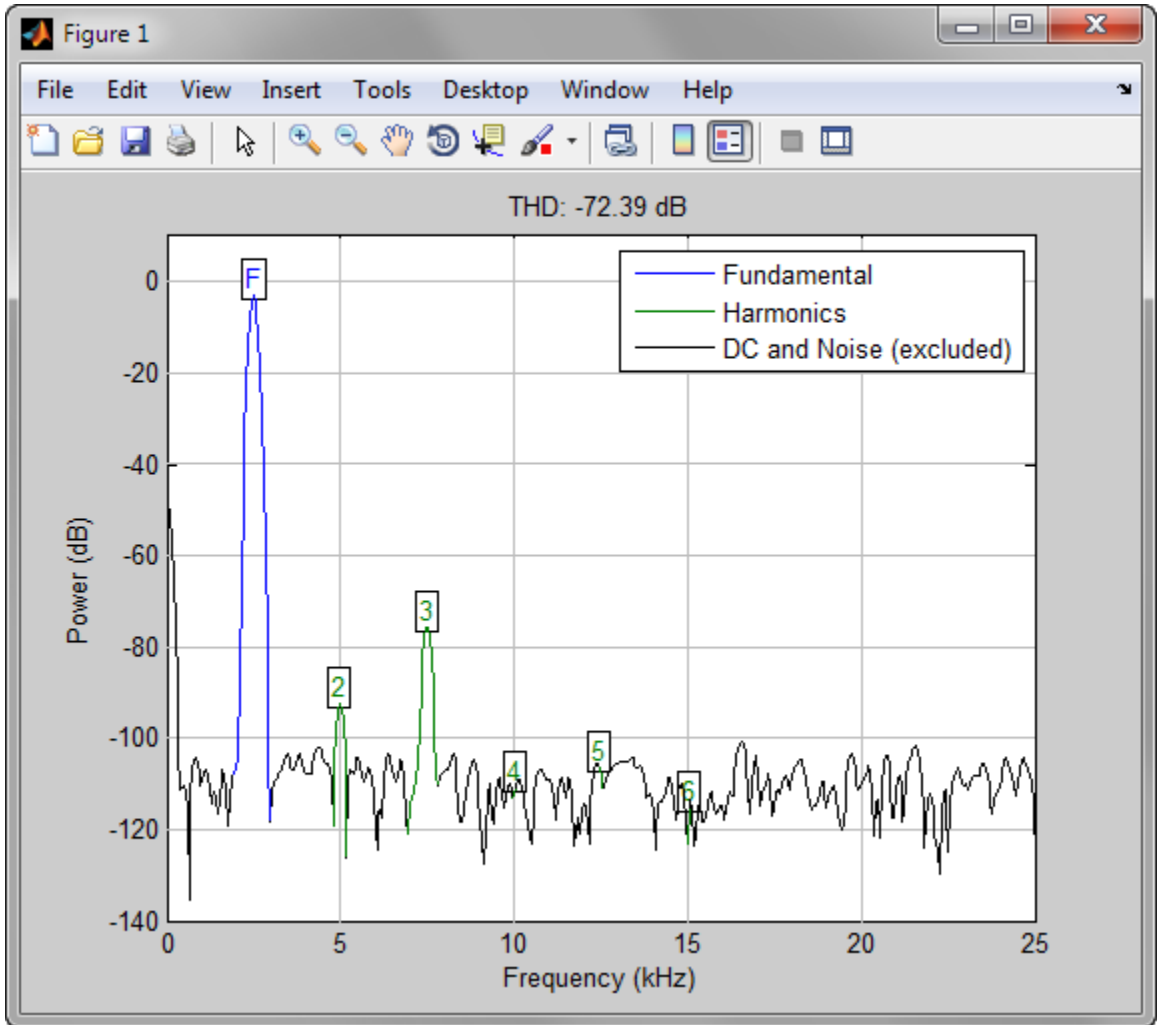 Figure 1
File Edit View Insert Tools Desktop Window Help
THD: -72.39 dB
F
2
3
4
5
6
Fundamental
Harmonics
DC and Noise (excluded)
Power (dB)
0
-20
-40
-60
-80
-100
-120
-140
0 5 10 15 20 25
Frequency (kHz)